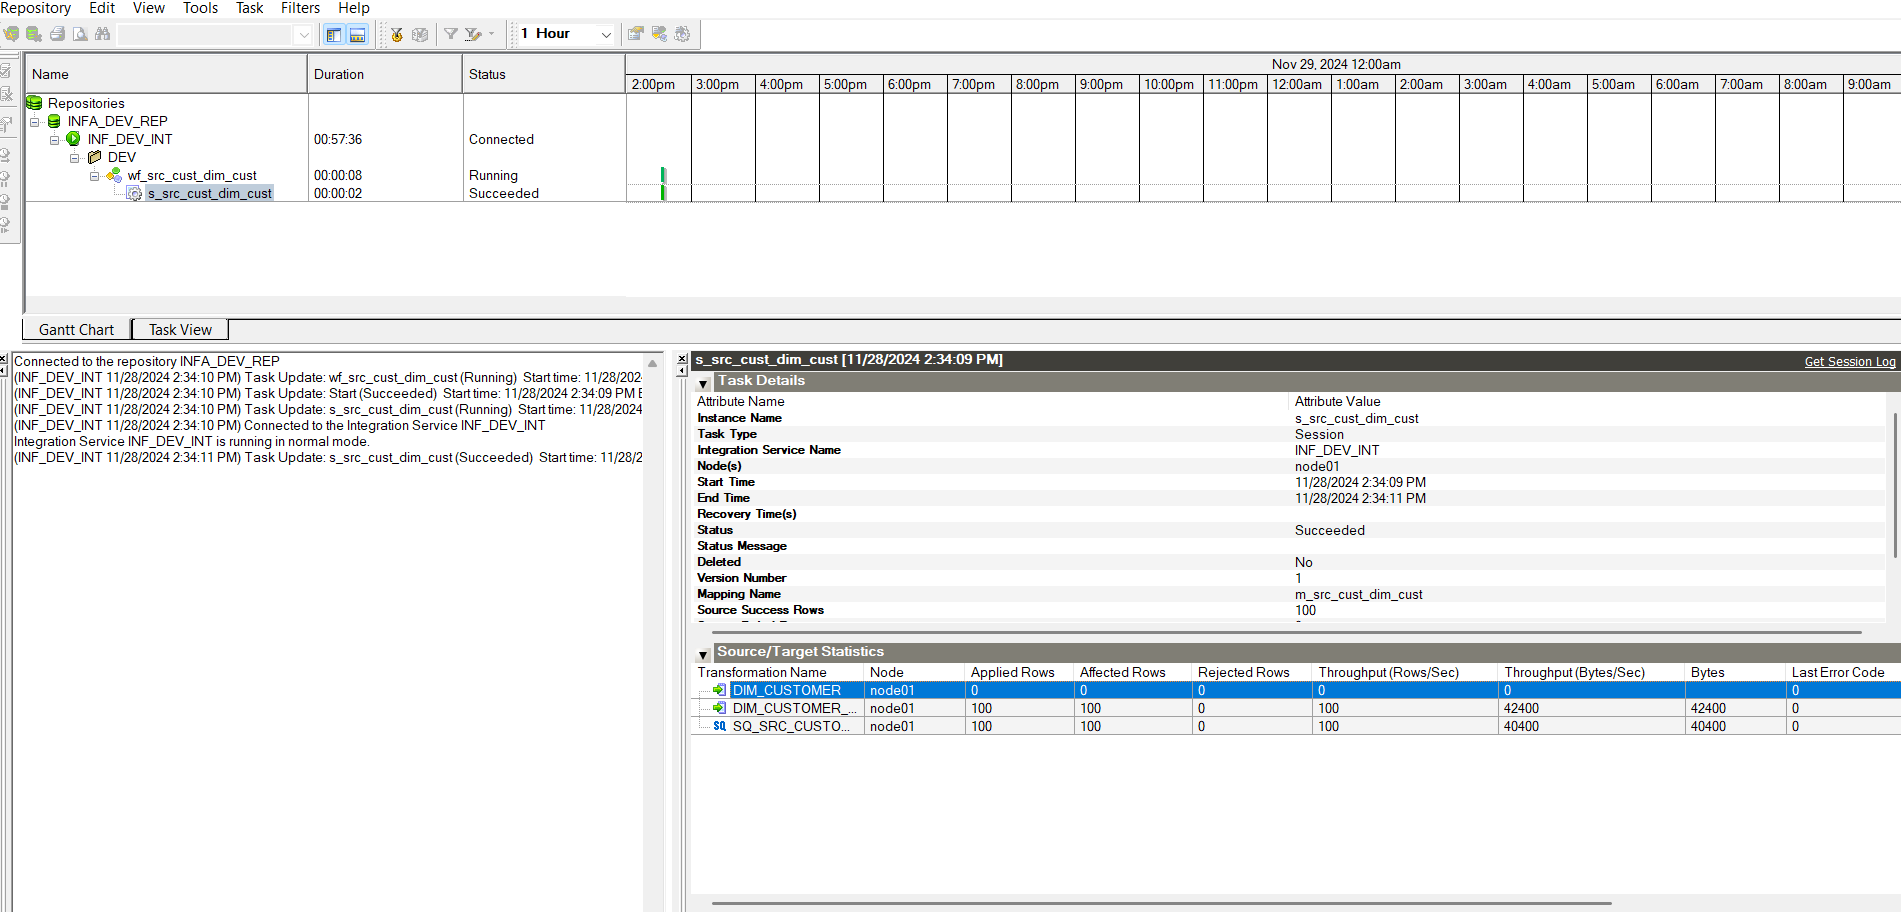 Repository Edit View Tools Task Filters Help
1 Hour
Name Duration Status
Nov 29, 2024 12:00am
2:00pm 3:00pm 4:00pm 5:00pm 6:00pm 7:00pm 8:00pm 9:00pm 10:00pm 11:00pm 12:00am 1:00am 2:00am 3:00am 4:00am 5:00am 6:00am 7:00am 8:00am 9:00am
Repositories
INFA_DEV_REP
INF_DEV_INT 00:57:36 Connected
DEV
wf_src_cust_dim_cust 00:00:08 Running
s_src_cust_dim_cust 00:00:02 Succeeded
Gantt Chart Task View
Connected to the repository INFA_DEV_REP
(INF_DEV_INT 11/28/2024 2:34:10 PM) Task Update: wf_src_cust_dim_cust (Running) Start time: 11/28/202
(INF_DEV_INT 11/28/2024 2:34:10 PM) Task Update: Start (Succeeded) Start time: 11/28/2024 2:34:09 PM E
(INF_DEV_INT 11/28/2024 2:34:10 PM) Task Update: s_src_cust_dim_cust (Running) Start time: 11/28/2024
(INF_DEV_INT 11/28/2024 2:34:10 PM) Connected to the Integration Service INF_DEV_INT
Integration Service INF_DEV_INT is running in normal mode.
(INF_DEV_INT 11/28/2024 2:34:11 PM) Task Update: s_src_cust_dim_cust (Succeeded) Start time: 11/28/2
s_src_cust_dim_cust [11/28/2024 2:34:09 PM] Get Session Log
Task Details
Attribute Name Attribute Value
Instance Name s_src_cust_dim_cust
Task Type Session
Integration Service Name INF_DEV_INT
Node(s) node01
Start Time 11/28/2024 2:34:09 PM
End Time 11/28/2024 2:34:11 PM
Recovery Time(s)
Status Succeeded
Status Message
Deleted No
Version Number 1
Mapping Name m_src_cust_dim_cust
Source Success Rows 100
Source/Target Statistics
Transformation Name Node Applied Rows Affected Rows Rejected Rows Throughput (Rows/Sec) Throughput (Bytes/Sec) Bytes Last Error Code
DIM_CUSTOMER node01 0 0 0 0 0 0
DIM_CUSTOMER_... node01 100 100 0 100 42400 42400 0
SQ SQ_SRC_CUSTO... node01 100 100 0 100 40400 40400 0